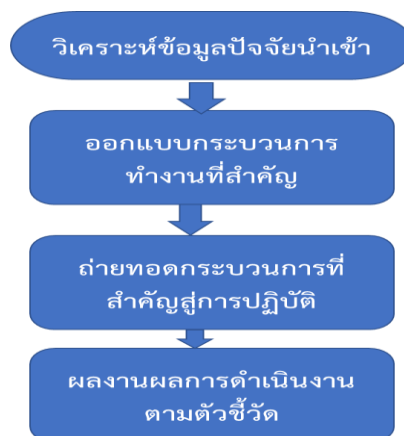 วิเคราะห์ข้อมูลปัจจัยนำเข้า
ออกแบบกระบวนการ
ทำงานที่สำคัญ
ถ่ายทอดกระบวนการที่
สำคัญสู่การปฏิบัติ
ผลงานผลการดำเนินงาน
ตามตัวชี้วัด